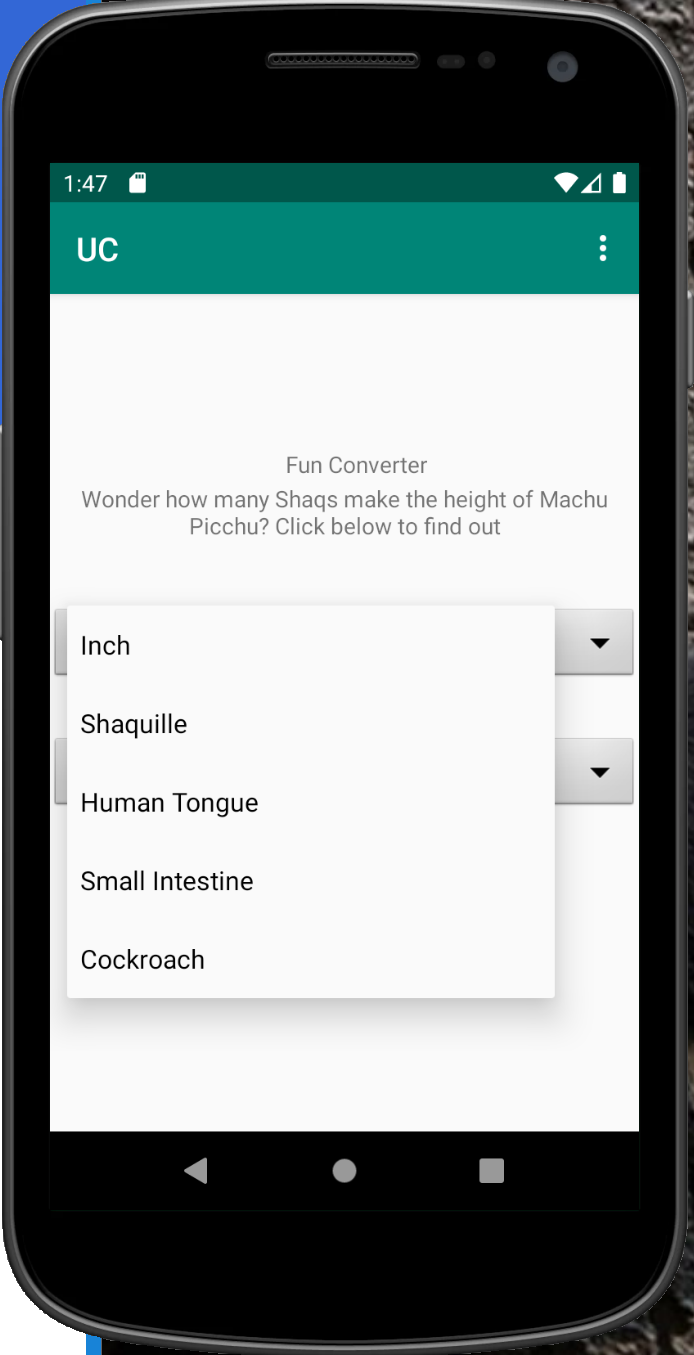 1:47
UC
Fun Converter
Wonder how many Shaqs make the height of Machu
Picchu? Click below to find out
Inch
Shaquille
Human Tongue
Small Intestine
Cockroach